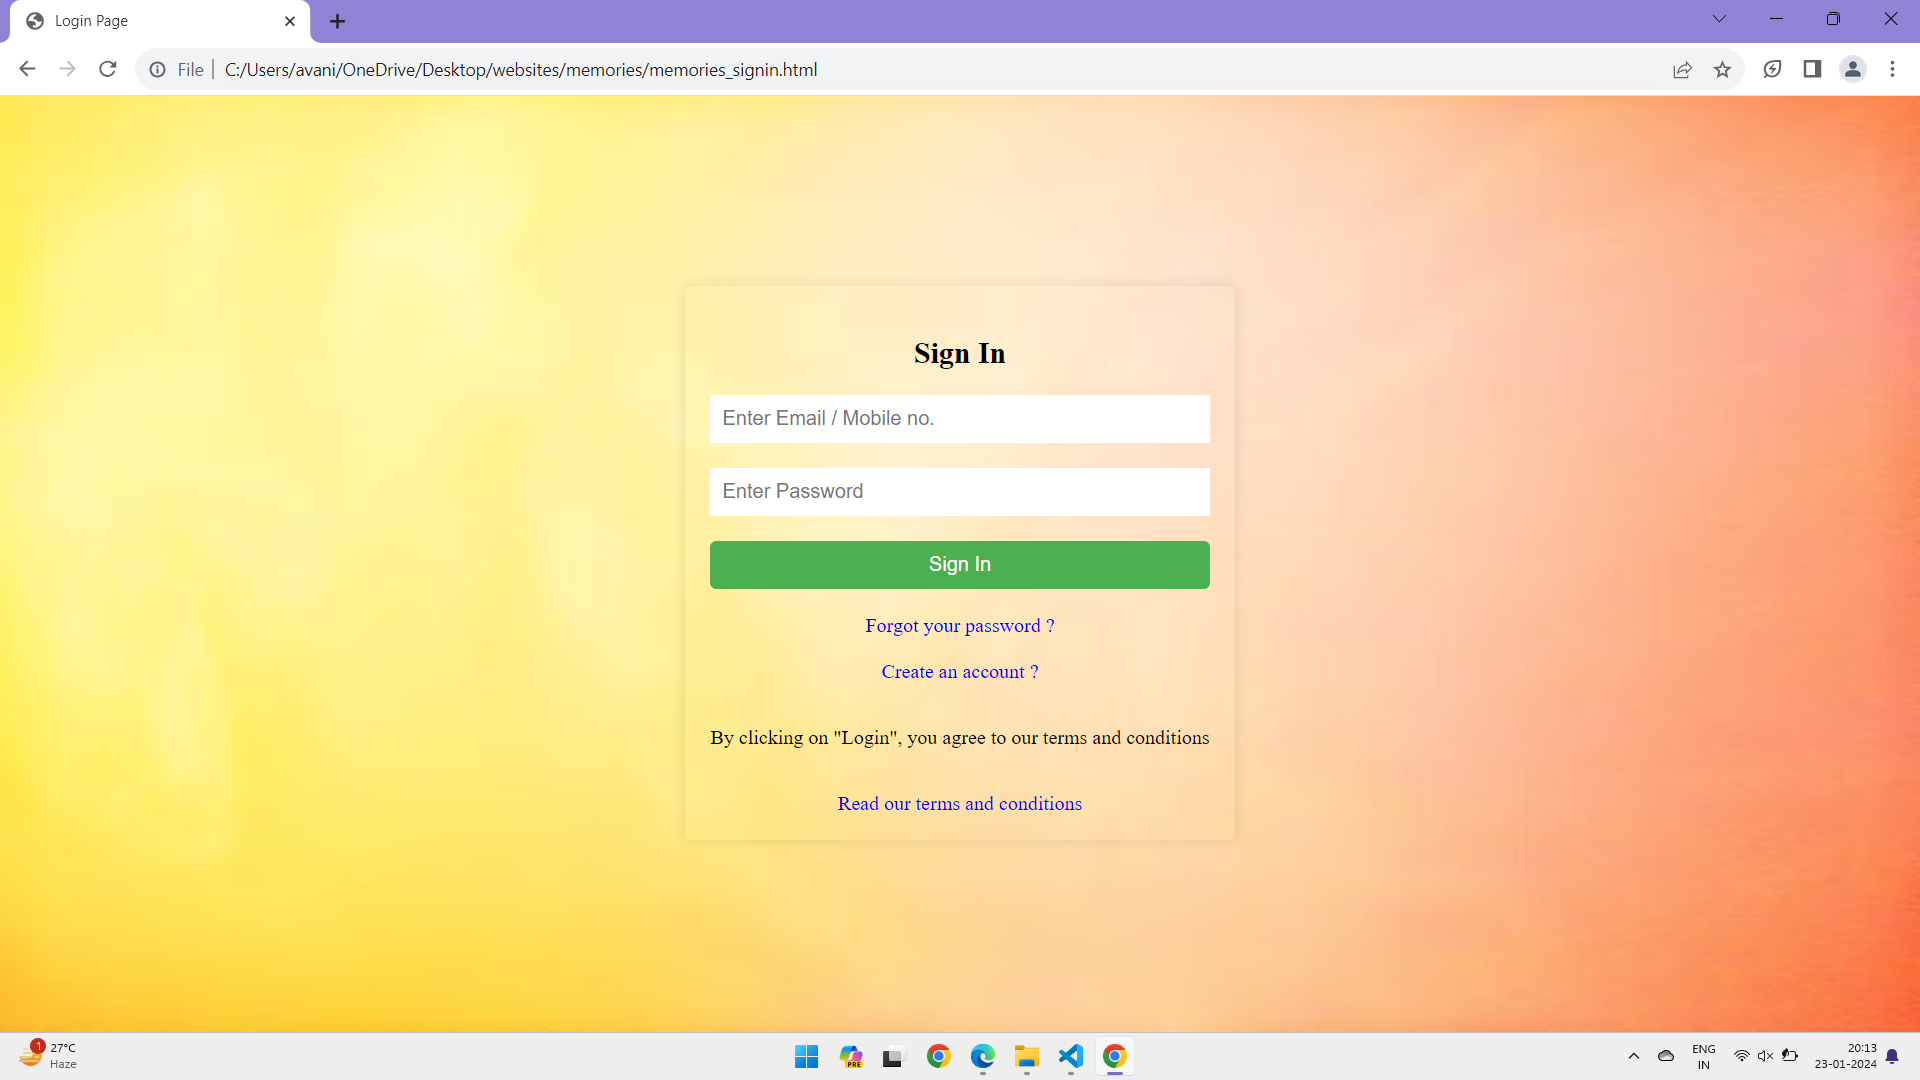 Login Page
File
C:/Users/avani/OneDrive/Desktop/websites/memories/memories_signin.html
Sign In
Enter Email / Mobile no.
Enter Password
Sign In
Forgot your password ?
Create an account ?
By clicking on "Login", you agree to our terms and conditions
Read our terms and conditions
1
27°C
Haze
PRE
ENG
IN
20:13
23-01-2024